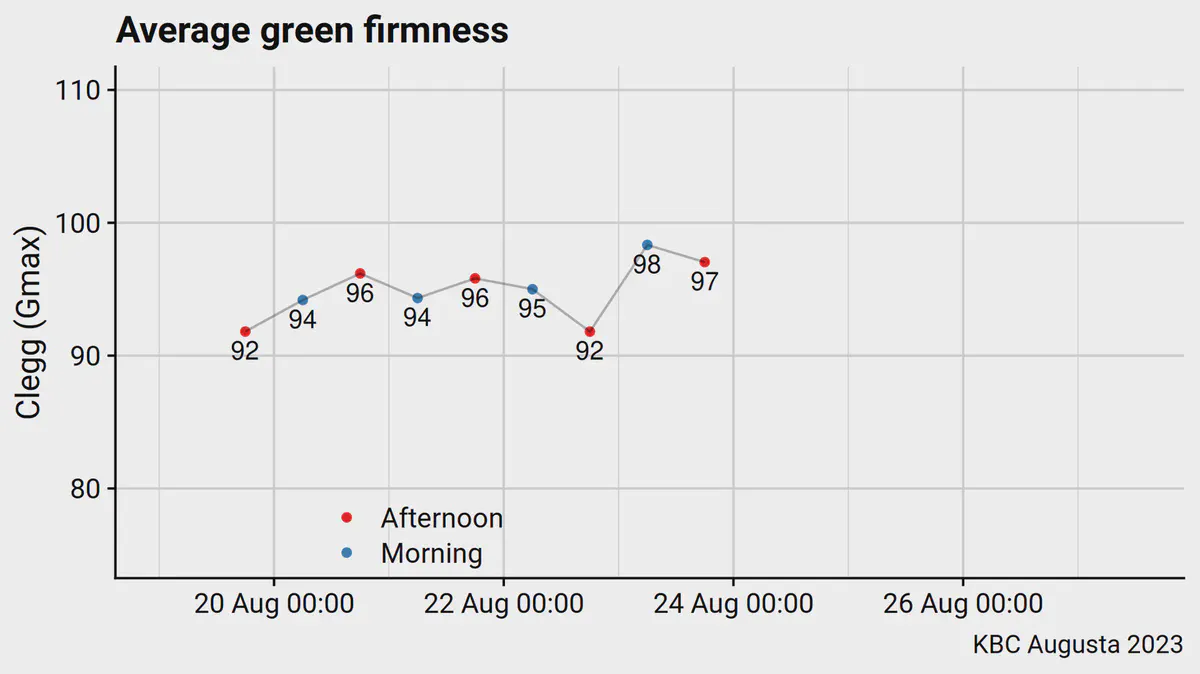 Average green firmness
Clegg (Gmax)
110
100
90
80
92
94
96
94
96
95
92
98
97
Afternoon
Morning
20 Aug 00:00
22 Aug 00:00
24 Aug 00:00
26 Aug 00:00
KBC Augusta 2023